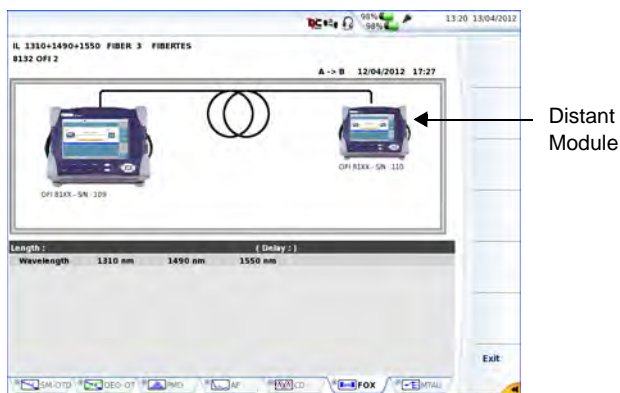 98% 13:20 13/04/2012
98%
IL 1310+1490+1550 FIBER 3 FIBERTES
8132 OFI 2
A -> B 12/04/2012 17:27
Distant
Module
OFI 81XX - S/N : 109
OFI 81XX - S/N : 110
Length : ( Delay : )
Wavelength 1310 nm 1490 nm 1550 nm
Exit
SM-OTD OEO-OT PMD AF CD FOX MTAU